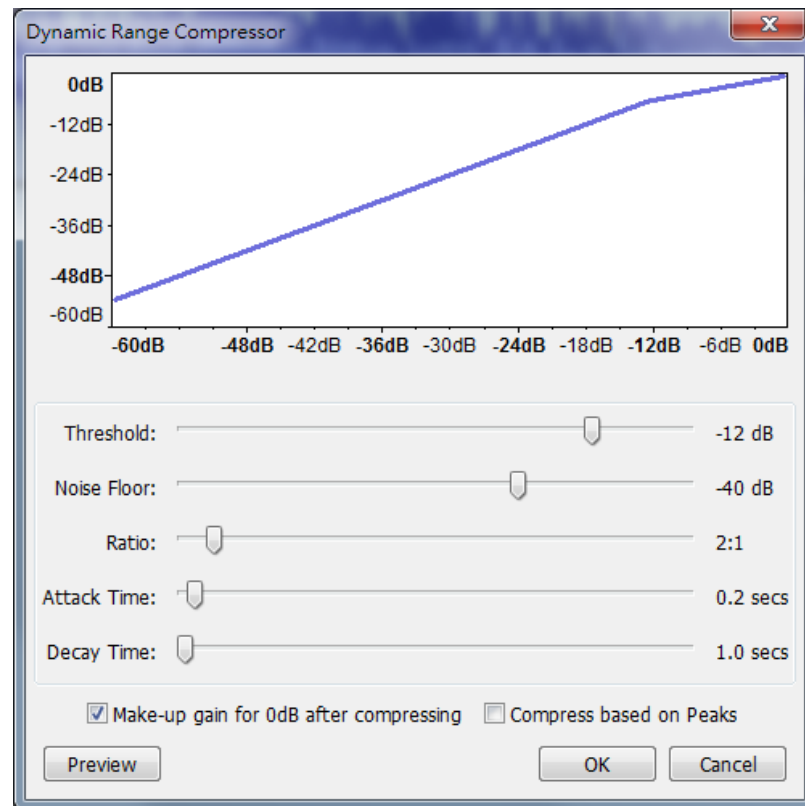 Dynamic Range Compressor
0dB
-12dB
-24dB
-36dB
-48dB
-60dB
-60dB -48dB -42dB -36dB -30dB -24dB -18dB -12dB -6dB 0dB
Threshold: -12 dB
Noise Floor: -40 dB
Ratio: 2:1
Attack Time: 0.2 secs
Decay Time: 1.0 secs
Make-up gain for 0dB after compressing Compress based on Peaks
Preview OK Cancel